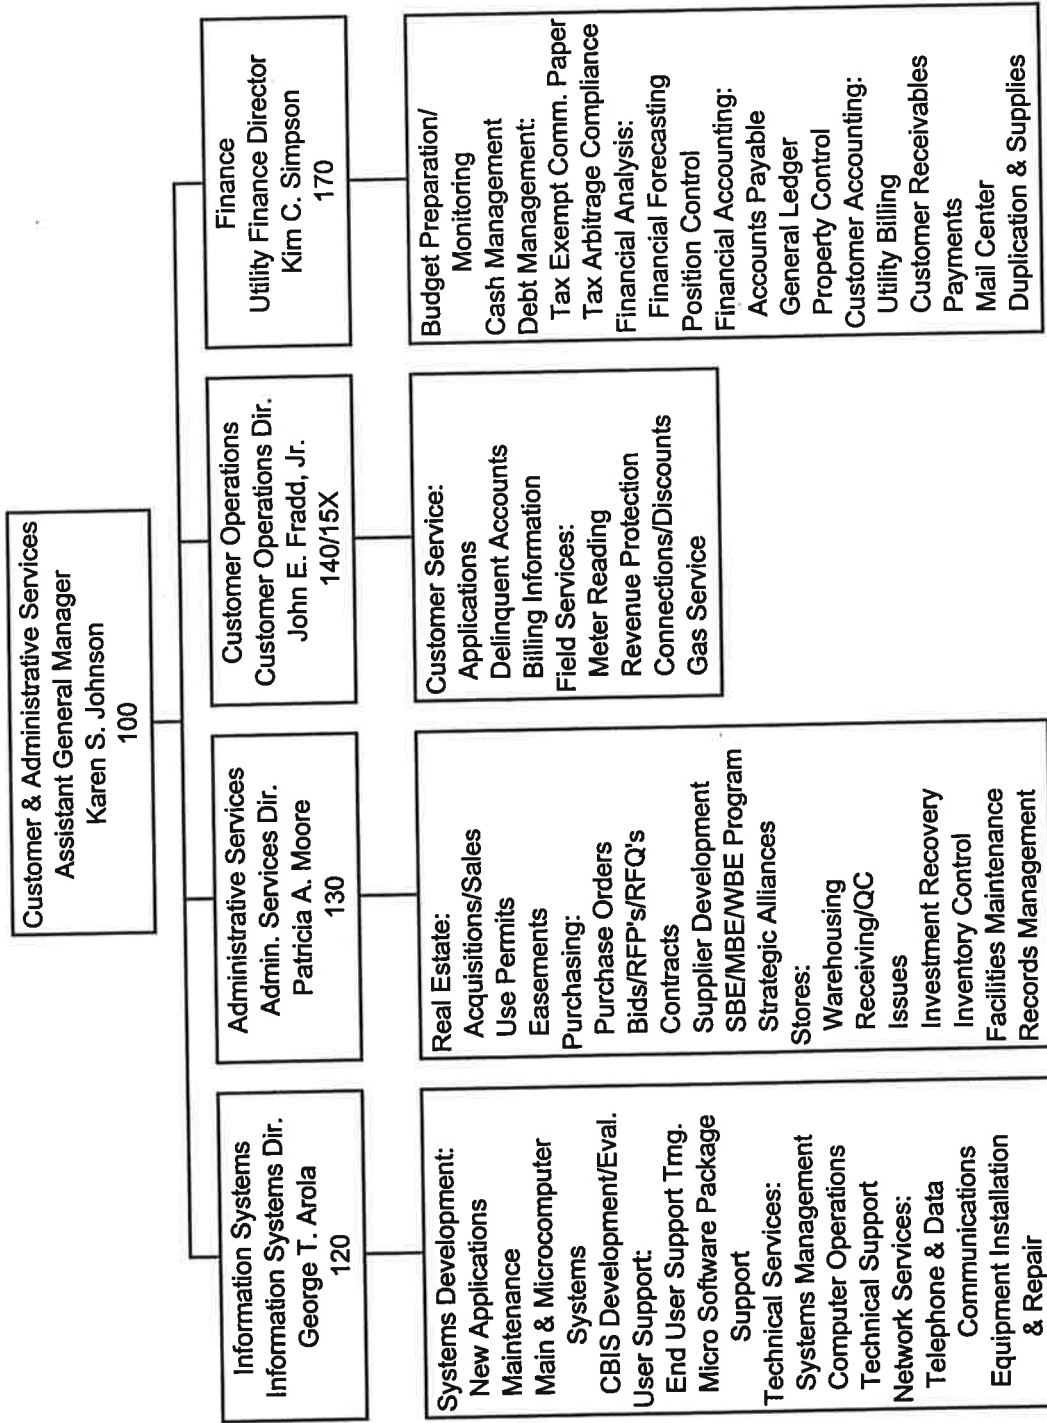 Customer & Administrative Services
Assistant General Manager
Karen S. Johnson
100
Information Systems
Information Systems Dir.
George T. Arola
120
Systems Development:
New Applications
Maintenance
Main & Microcomputer
Systems
CBIS Development/Eval.
User Support:
End User Support Trng.
Micro Software Package
Support
Technical Services:
Systems Management
Computer Operations
Technical Support
Network Services:
Telephone & Data
Communications
Equipment Installation
& Repair
Administrative Services
Admin. Services Dir.
Patricia A. Moore
130
Real Estate:
Acquisitions/Sales
Use Permits
Easements
Purchasing:
Purchase Orders
Bids/RFP's/RFQ's
Contracts
Supplier Development
SBE/MBE/WBE Program
Strategic Alliances
Stores:
Warehousing
Receiving/QC
Issues
Investment Recovery
Inventory Control
Facilities Maintenance
Records Management
Customer Operations
Customer Operations Dir.
John E. Fradd, Jr.
140/15X
Customer Service:
Applications
Delinquent Accounts
Billing Information
Field Services:
Meter Reading
Revenue Protection
Connections/Discounts
Gas Service
Finance
Utility Finance Director
Kim C. Simpson
170
Budget Preparation/
Monitoring
Cash Management
Debt Management:
Tax Exempt Comm. Paper
Tax Arbitrage Compliance
Financial Analysis:
Financial Forecasting
Position Control
Financial Accounting:
Accounts Payable
General Ledger
Property Control
Customer Accounting:
Utility Billing
Customer Receivables
Payments
Mail Center
Duplication & Supplies